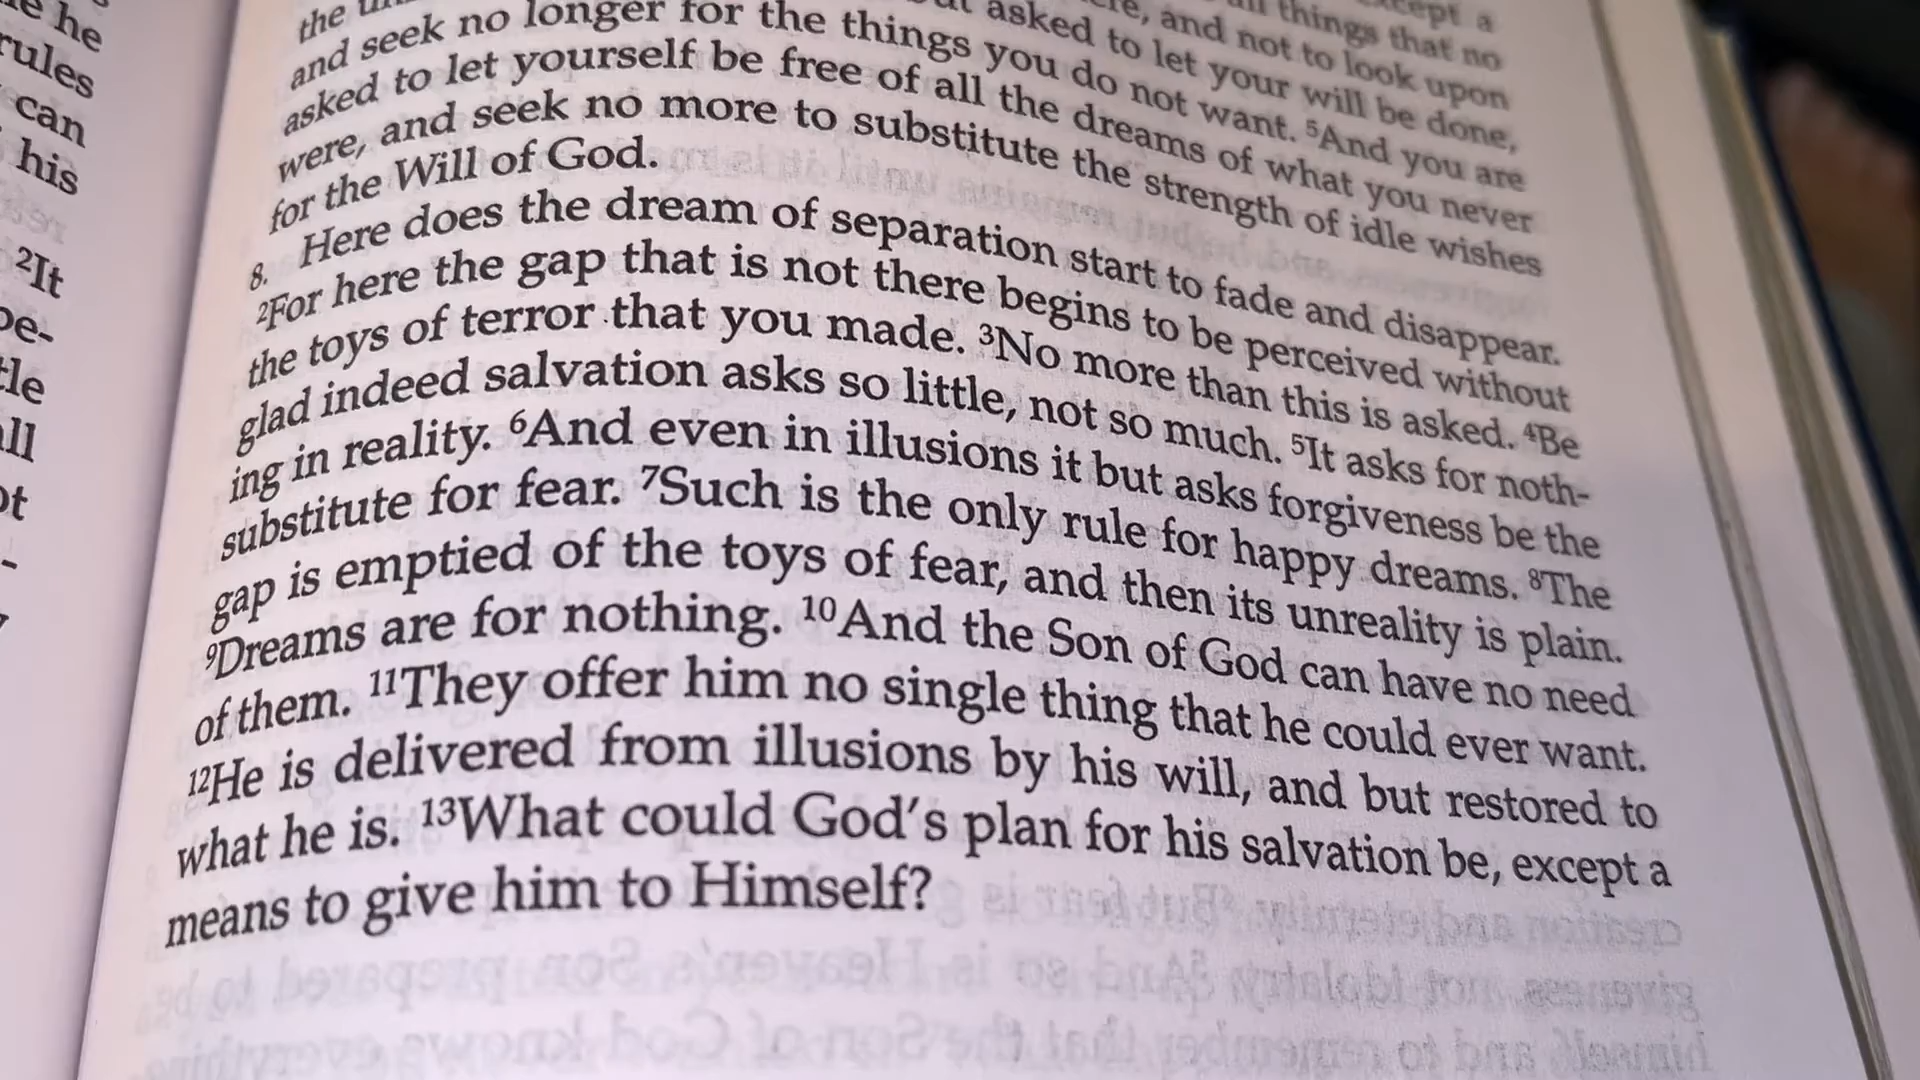 he
rules
can
his
²It
be-
all
the
and seek no longer for the things you do not want. ⁵And you are
asked to let yourself be free of all the dreams of what you never
were, and seek no more to substitute the strength of idle wishes
for the Will of God.
8. Here does the dream of separation start to fade and disappear.
²For here the gap that is not there begins to be perceived without
the toys of terror that you made. ³No more than this is asked. ⁴Be
glad indeed salvation asks so little, not so much. ⁵It asks for noth-
ing in reality. ⁶And even in illusions it but asks forgiveness be the
substitute for fear. ⁷Such is the only rule for happy dreams. ⁸The
gap is emptied of the toys of fear, and then its unreality is plain.
⁹Dreams are for nothing. ¹⁰And the Son of God can have no need
of them. ¹¹They offer him no single thing that he could ever want.
¹²He is delivered from illusions by his will, and but restored to
what he is. ¹³What could God's plan for his salvation be, except a
means to give him to Himself?